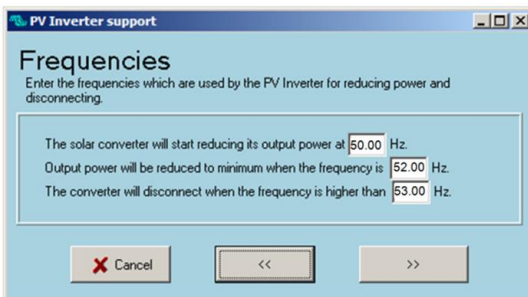 PV Inverter support
Frequencies
Enter the frequencies which are used by the PV Inverter for reducing power and
disconnecting.
The solar converter will start reducing its output power at 50.00 Hz.
Output power will be reduced to minimum when the frequency is 52.00 Hz.
The converter will disconnect when the frequency is higher than 53.00 Hz.
Cancel << >>